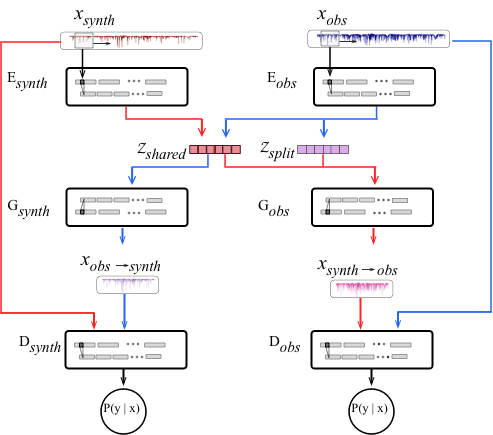 x_synth
x_obs
E_synth
E_obs
z_shared
z_split
G_synth
G_obs
x_obs→synth
x_synth→obs
D_synth
D_obs
P(y | x)
P(y | x)